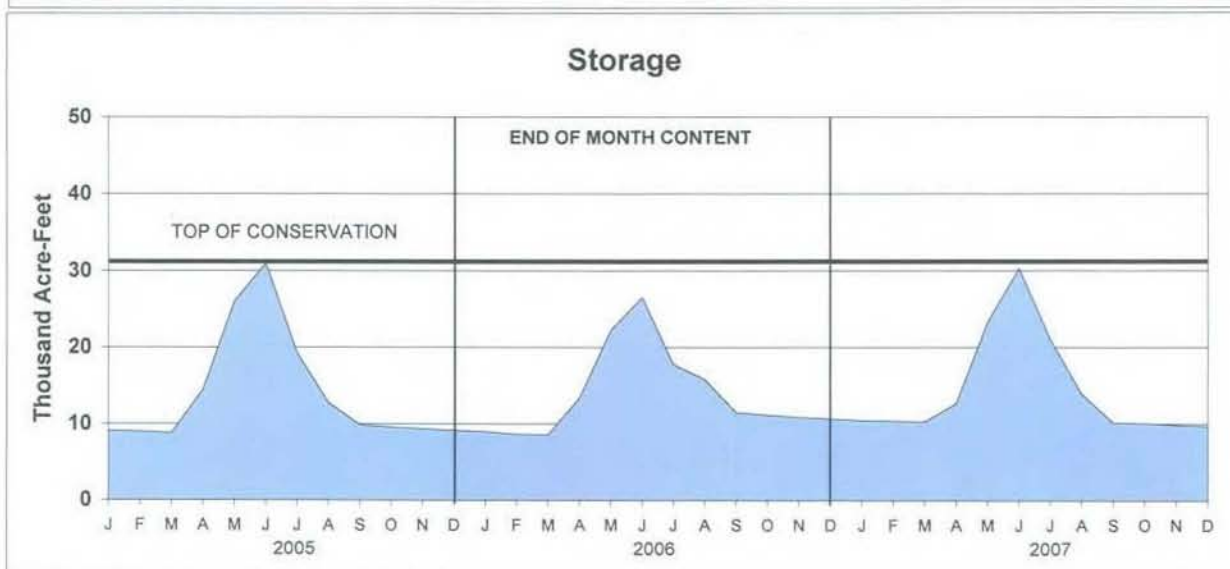 Storage
50
END OF MONTH CONTENT
40
TOP OF CONSERVATION
30
20
10
0
Thousand Acre-Feet
J F M A M J J A S O N D J F M A M J J A S O N D J F M A M J J A S O N D
2005 2006 2007